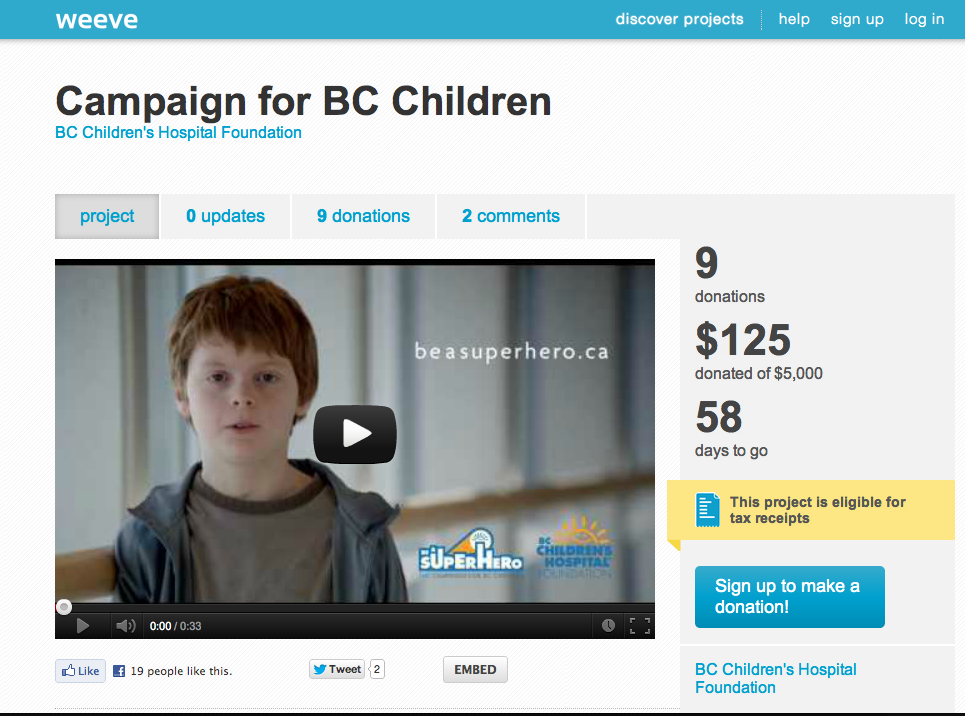 weeve
discover projects
help
sign up
log in
Campaign for BC Children
BC Children's Hospital Foundation
project
0 updates
9 donations
2 comments
beasuperhero.ca
SUPERHERO
BC
CHILDREN'S
HOSPITAL
FOUNDATION
0:00 / 0:33
Like
19 people like this.
Tweet
2
EMBED
9
donations
$125
donated of $5,000
58
days to go
This project is eligible for
tax receipts
Sign up to make a
donation!
BC Children's Hospital
Foundation